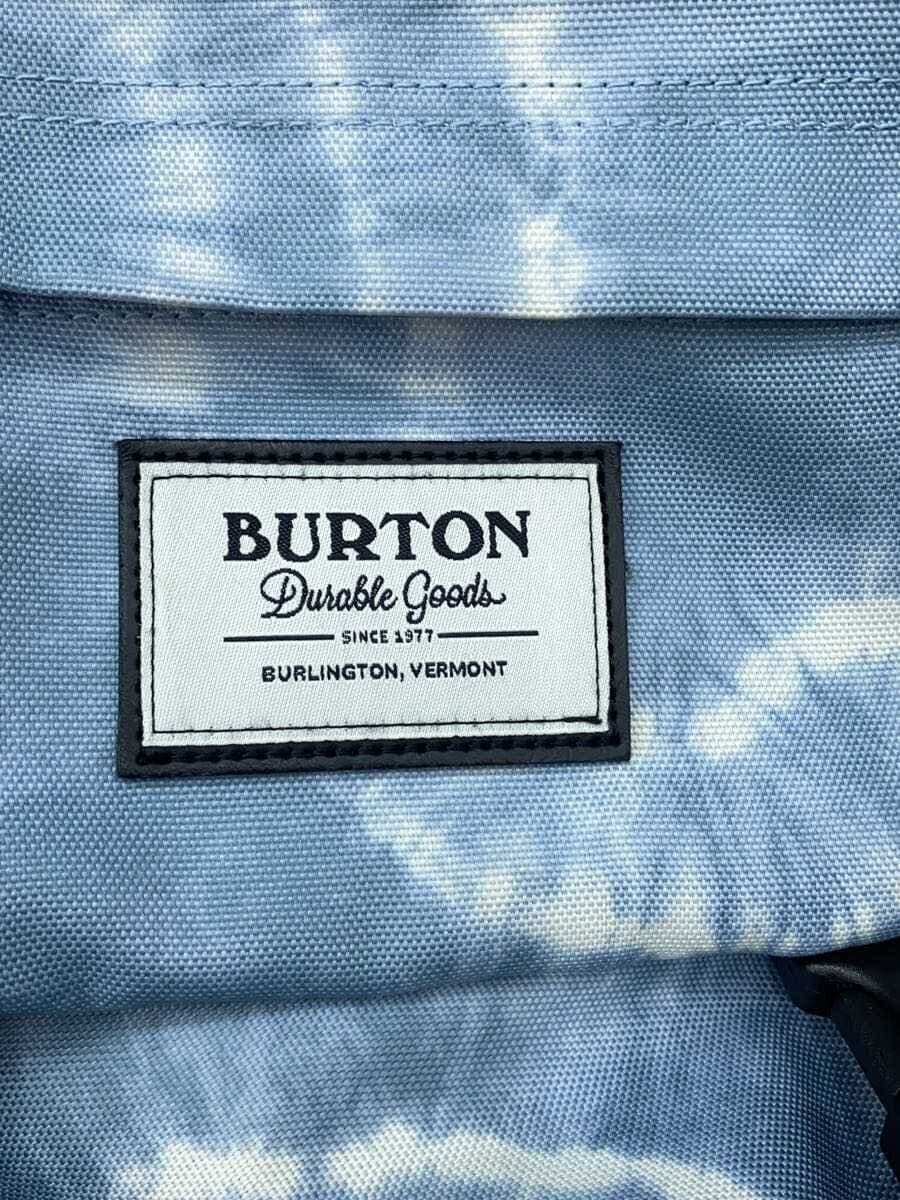 BURTON
Durable Goods
SINCE 1977
BURLINGTON, VERMONT